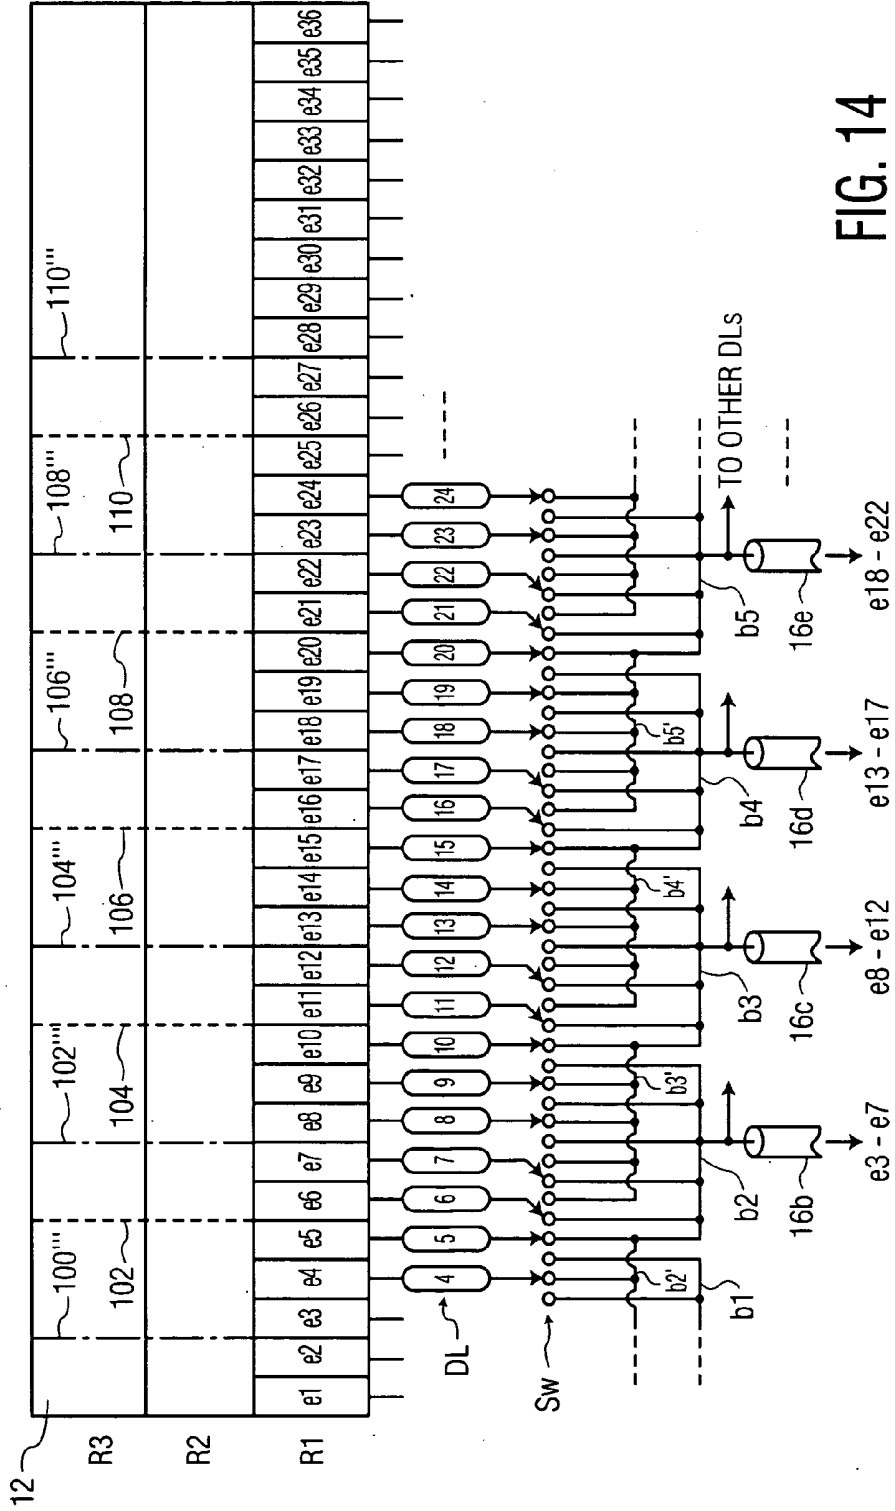 12
100'''
102'''
104'''
106'''
108'''
110'''
102
104
106
108
110
R3
R2
R1
e1 e2 e3 e4 e5 e6 e7 e8 e9 e10 e11 e12 e13 e14 e15 e16 e17 e18 e19 e20 e21 e22 e23 e24 e25 e26 e27 e28 e29 e30 e31 e32 e33 e34 e35 e36
DL
4 5 6 7 8 9 10 11 12 13 14 15 16 17 18 19 20 21 22 23 24
Sw
b2' b3' b4' b5'
b1 b2 b3 b4 b5
TO OTHER DLs
16b 16c 16d 16e
e3 - e7 e8 - e12 e13 - e17 e18 - e22
FIG. 14